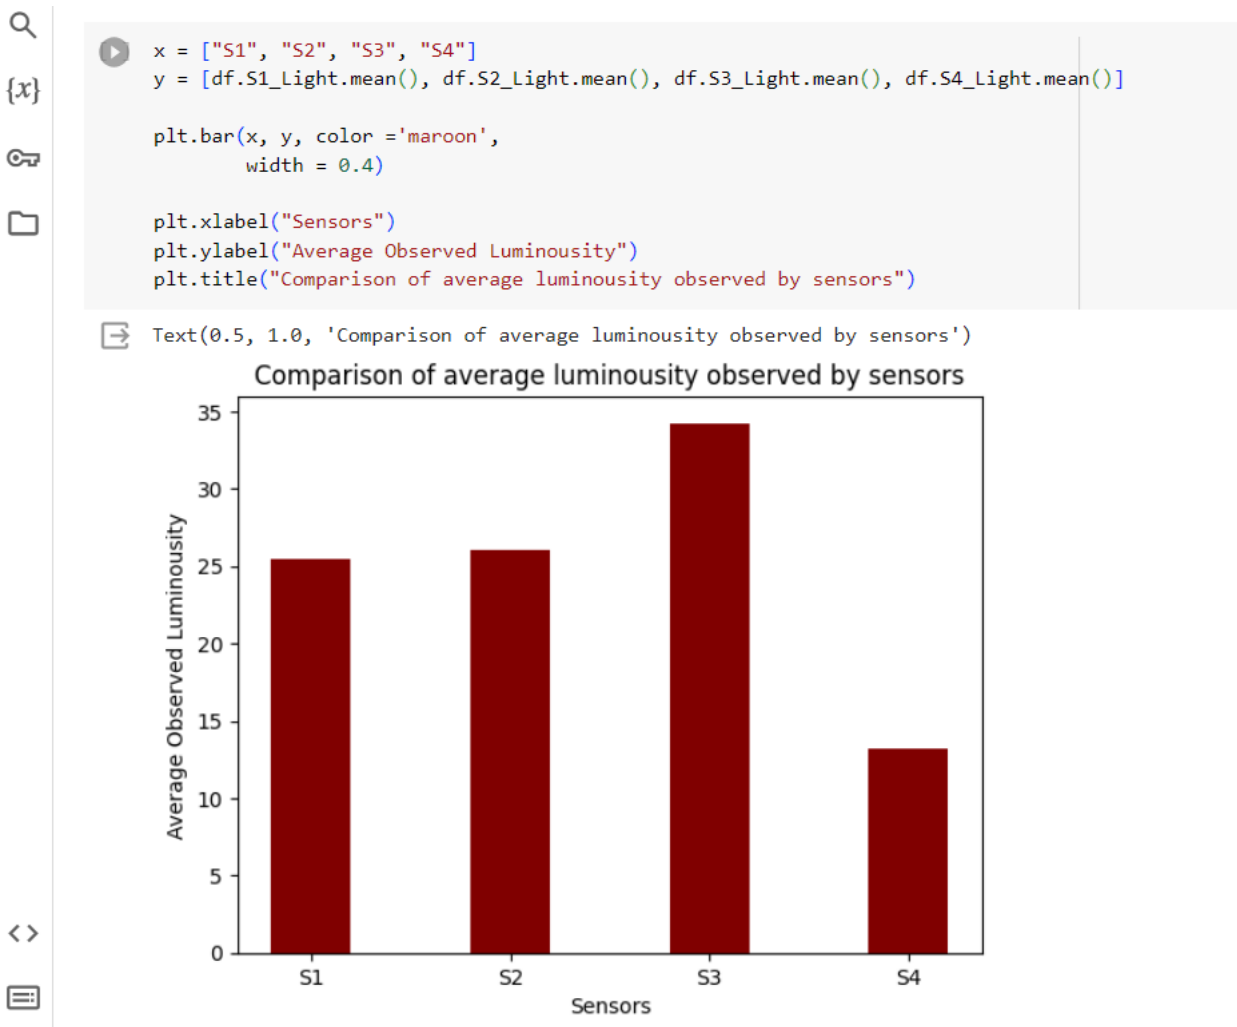 {x}
x = ["S1", "S2", "S3", "S4"]
y = [df.S1_Light.mean(), df.S2_Light.mean(), df.S3_Light.mean(), df.S4_Light.mean()]
plt.bar(x, y, color ='maroon',
        width = 0.4)
plt.xlabel("Sensors")
plt.ylabel("Average Observed Luminousity")
plt.title("Comparison of average luminousity observed by sensors")
Text(0.5, 1.0, 'Comparison of average luminousity observed by sensors')
Comparison of average luminousity observed by sensors
Average Observed Luminousity
35
30
25
20
15
10
5
0
S1 S2 S3 S4
Sensors